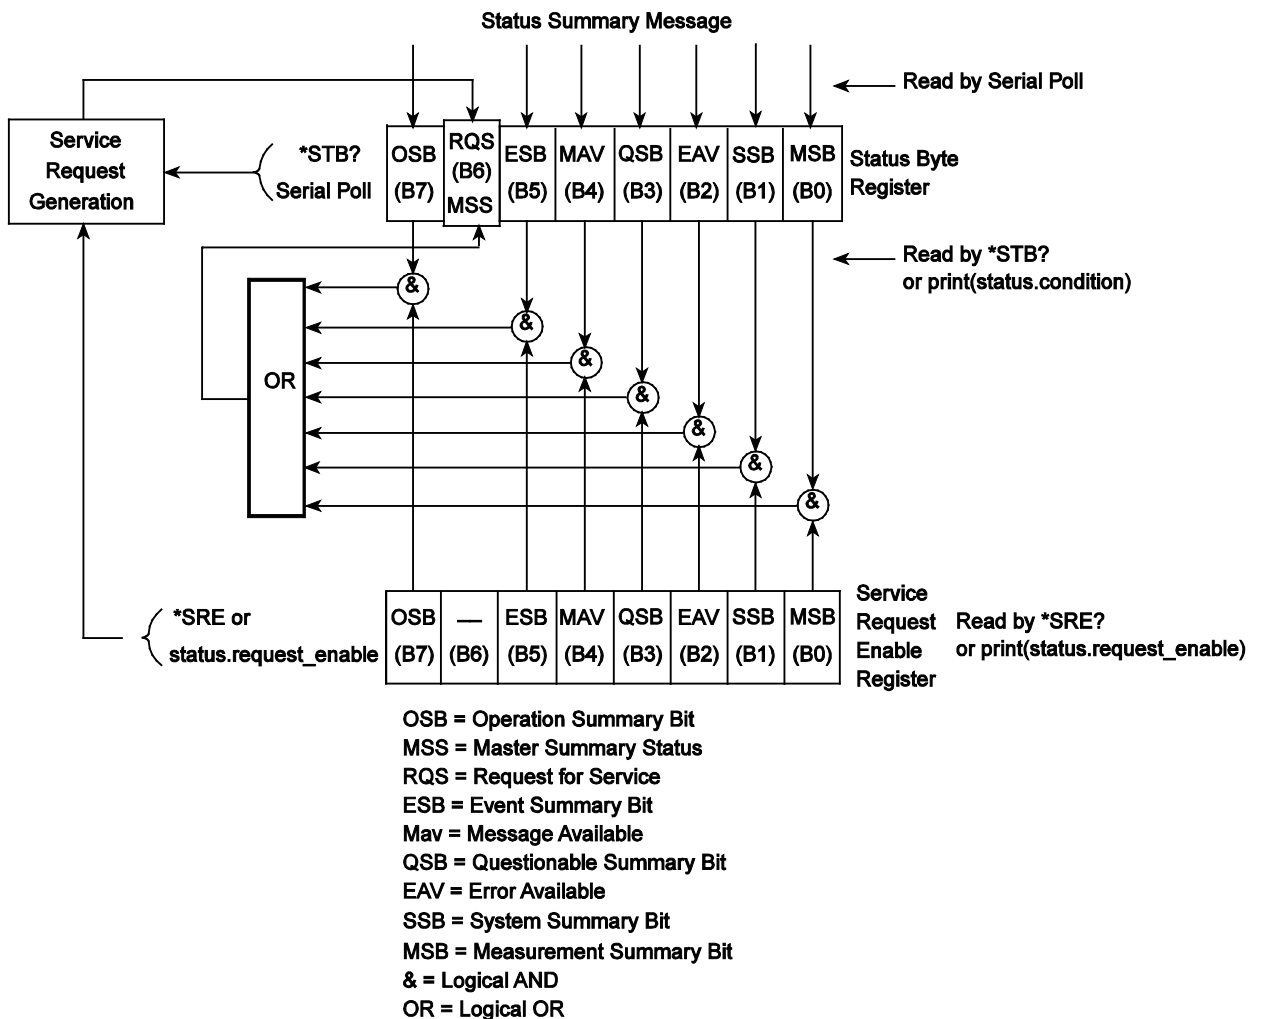 Status Summary Message
Read by Serial Poll
Service
Request
Generation
*STB?
Serial Poll
OSB
(B7)
RQS
(B6)
MSS
ESB
(B5)
MAV
(B4)
QSB
(B3)
EAV
(B2)
SSB
(B1)
MSB
(B0)
Status Byte
Register
Read by *STB?
or print(status.condition)
&
&
&
&
&
&
&
OR
*SRE or
status.request_enable
OSB
(B7)
—
(B6)
ESB
(B5)
MAV
(B4)
QSB
(B3)
EAV
(B2)
SSB
(B1)
MSB
(B0)
Service
Request
Enable
Register
Read by *SRE?
or print(status.request_enable)
OSB = Operation Summary Bit
MSS = Master Summary Status
RQS = Request for Service
ESB = Event Summary Bit
Mav = Message Available
QSB = Questionable Summary Bit
EAV = Error Available
SSB = System Summary Bit
MSB = Measurement Summary Bit
& = Logical AND
OR = Logical OR